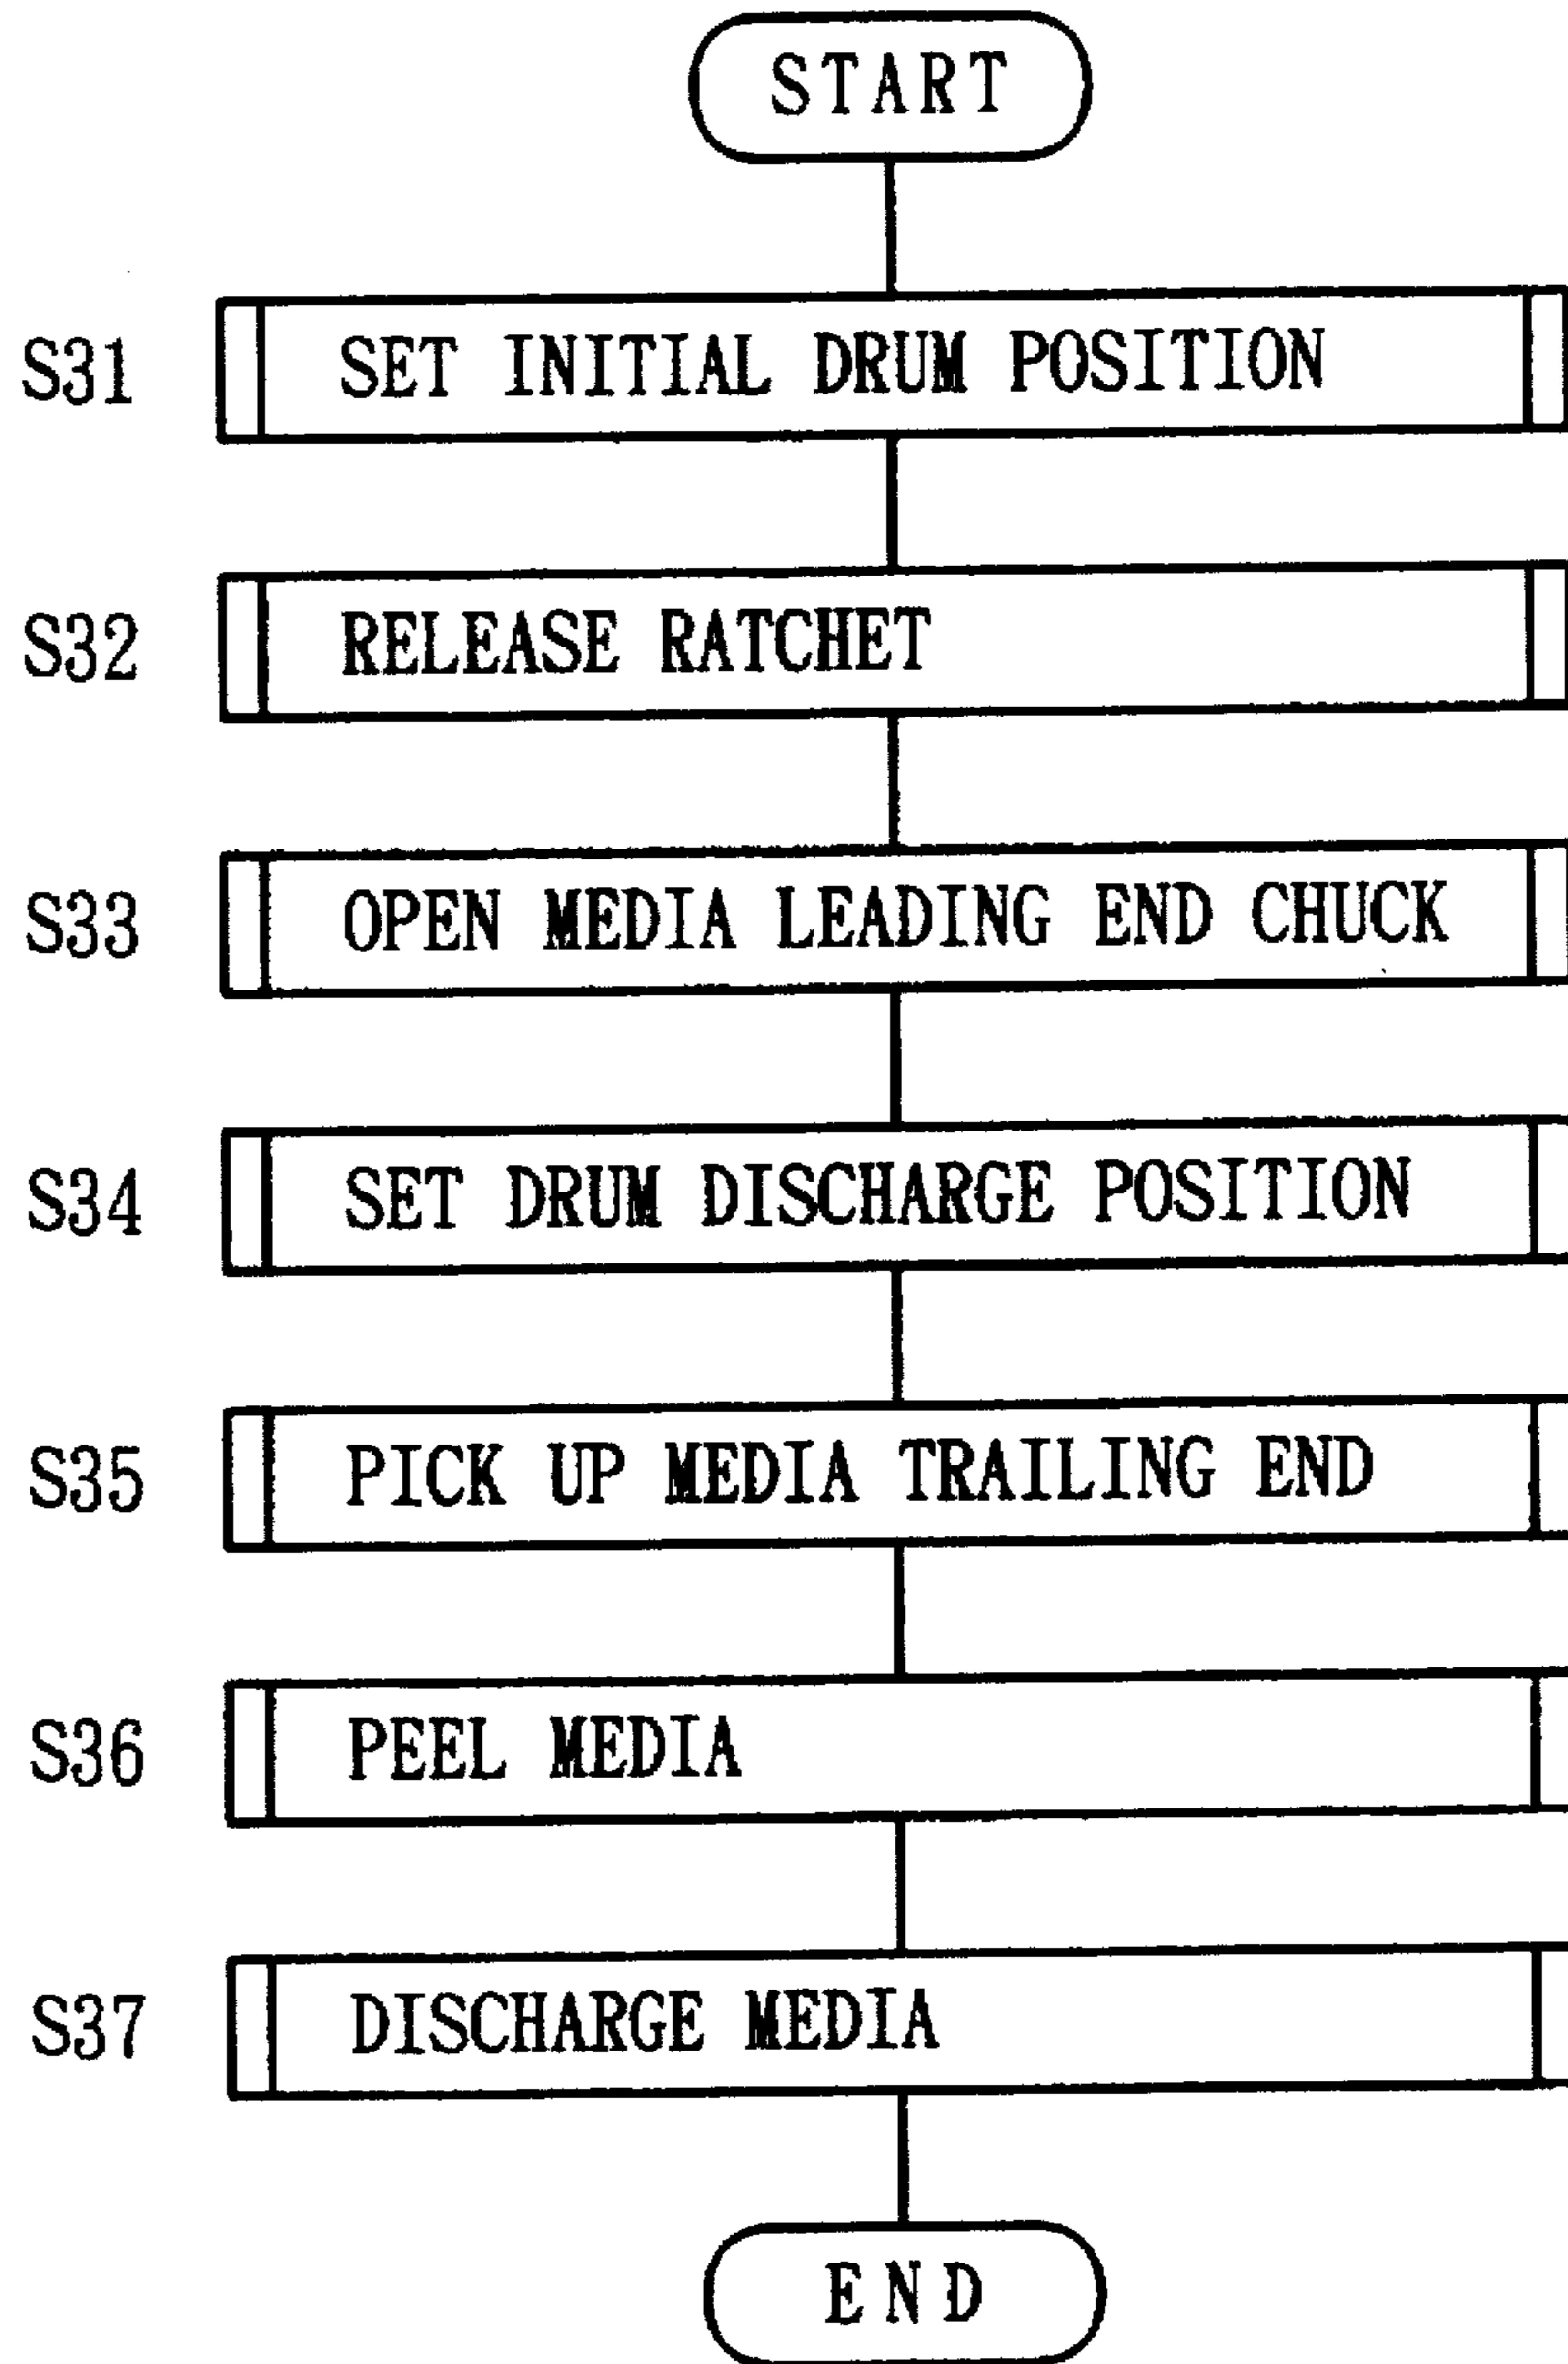 START
S31 SET INITIAL DRUM POSITION
S32 RELEASE RATCHET
S33 OPEN MEDIA LEADING END CHUCK
S34 SET DRUM DISCHARGE POSITION
S35 PICK UP MEDIA TRAILING END
S36 PEEL MEDIA
S37 DISCHARGE MEDIA
END